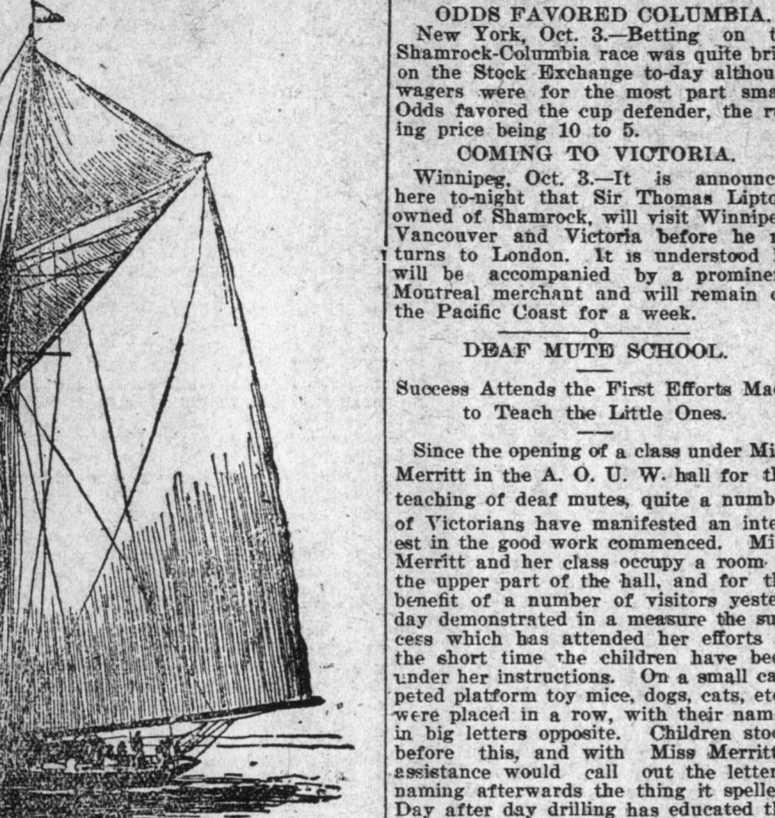 ODDS FAVORED COLUMBIA.
New York, Oct. 3.—Betting on t
Shamrock-Columbia race was quite bri
on the Stock Exchange to-day althou
wagers were for the most part sma
Odds favored the cup defender, the r
ing price being 10 to 5.
COMING TO VICTORIA.
Winnipeg, Oct. 3.—It is announc
here to-night that Sir Thomas Lipto
owned of Shamrock, will visit Winnipe
Vancouver and Victoria before he r
turns to London. It is understood
will be accompanied by a promine
Montreal merchant and will remain o
the Pacific Coast for a week.
DEAF MUTE SCHOOL.
Success Attends the First Efforts Ma
to Teach the Little Ones.
Since the opening of a class under Mi
Merritt in the A. O. U. W. hall for th
teaching of deaf mutes, quite a numb
of Victorians have manifested an inte
est in the good work commenced. Mi
Merritt and her class occupy a room
the upper part of the hall, and for th
benefit of a number of visitors yeste
day demonstrated in a measure the su
cess which has attended her efforts
the short time the children have bee
under her instructions. On a small ca
peted platform toy mice, dogs, cats, etc
were placed in a row, with their nam
in big letters opposite. Children stoo
before this, and with Miss Merritt
assistance would call out the letter
naming afterwards the thing it spelle
Day after day drilling has educated th